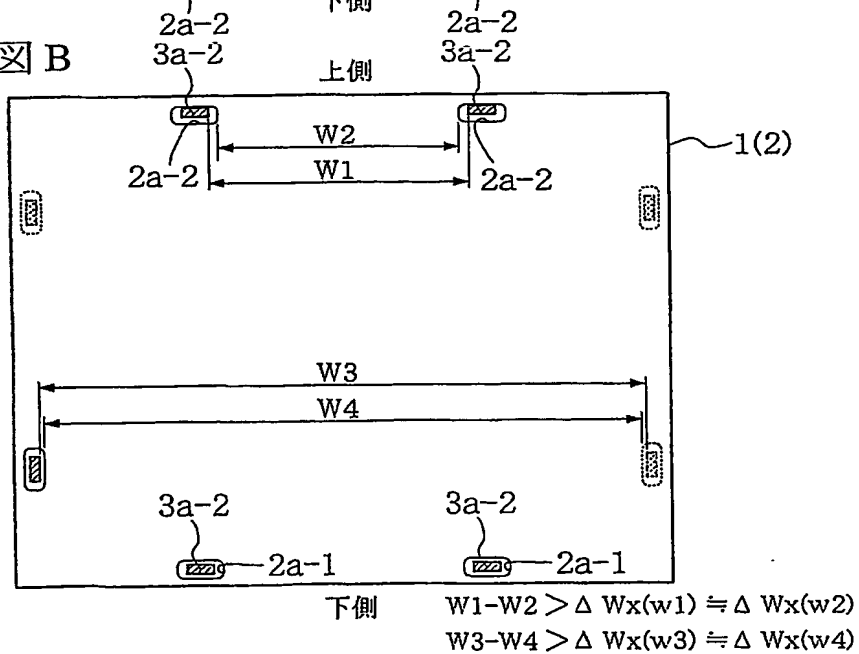 下側
2a-2 2a-2
図 B
3a-2 上側 3a-2
W2
1(2)
2a-2 W1 2a-2
W3
W4
3a-2 3a-2
2a-1 2a-1
下側
W1-W2＞Δ Wx(w1) ≒ Δ Wx(w2)
W3-W4＞Δ Wx(w3) ≒ Δ Wx(w4)